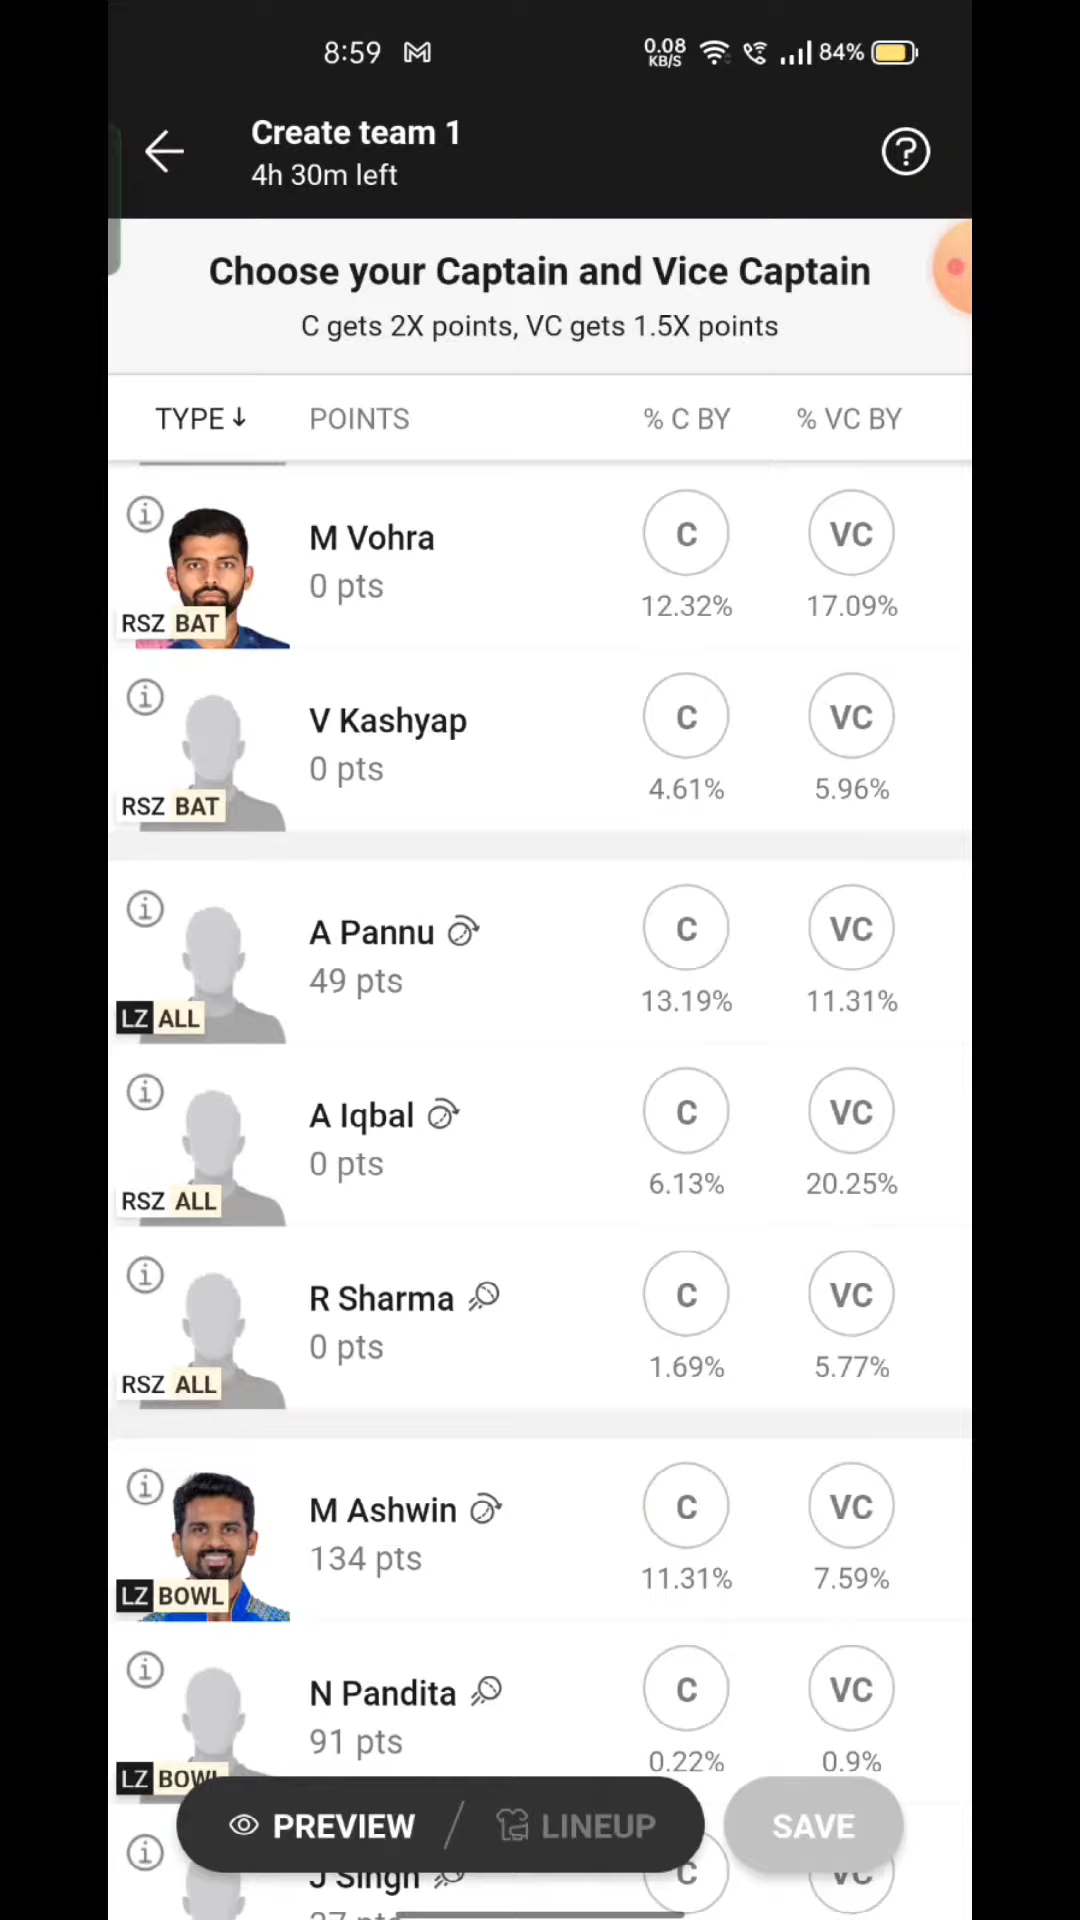 8:59 0.08 KB/S 84%
Create team 1
4h 30m left
Choose your Captain and Vice Captain
C gets 2X points, VC gets 1.5X points
TYPE↓ POINTS % C BY % VC BY
M Vohra C VC
0 pts 12.32% 17.09%
RSZ BAT
V Kashyap C VC
0 pts 4.61% 5.96%
RSZ BAT
A Pannu C VC
49 pts 13.19% 11.31%
LZ ALL
A Iqbal C VC
0 pts 6.13% 20.25%
RSZ ALL
R Sharma C VC
0 pts 1.69% 5.77%
RSZ ALL
M Ashwin C VC
134 pts 11.31% 7.59%
LZ BOWL
N Pandita C VC
91 pts 0.22% 0.9%
LZ BOWL
PREVIEW / LINEUP SAVE
J Singh C VC